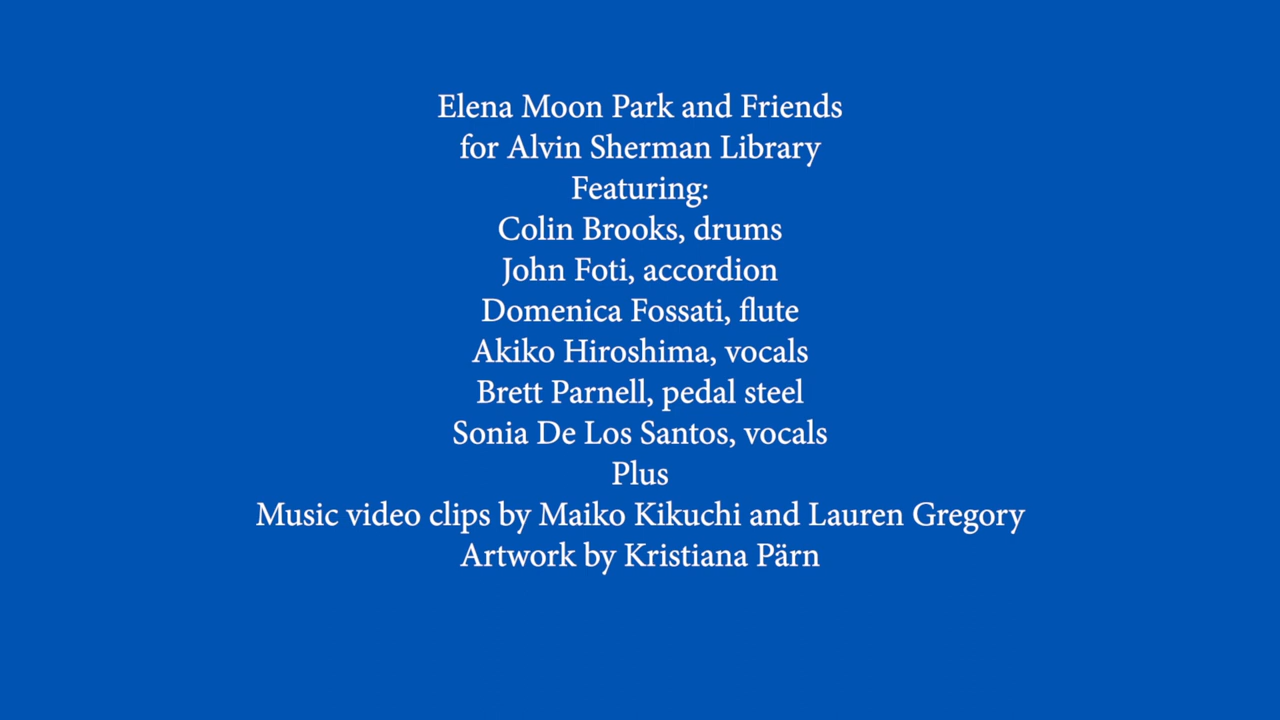 Elena Moon Park and Friends
for Alvin Sherman Library
Featuring:
Colin Brooks, drums
John Foti, accordion
Domenica Fossati, flute
Akiko Hiroshima, vocals
Brett Parnell, pedal steel
Sonia De Los Santos, vocals
Plus
Music video clips by Maiko Kikuchi and Lauren Gregory
Artwork by Kristiana Pärn